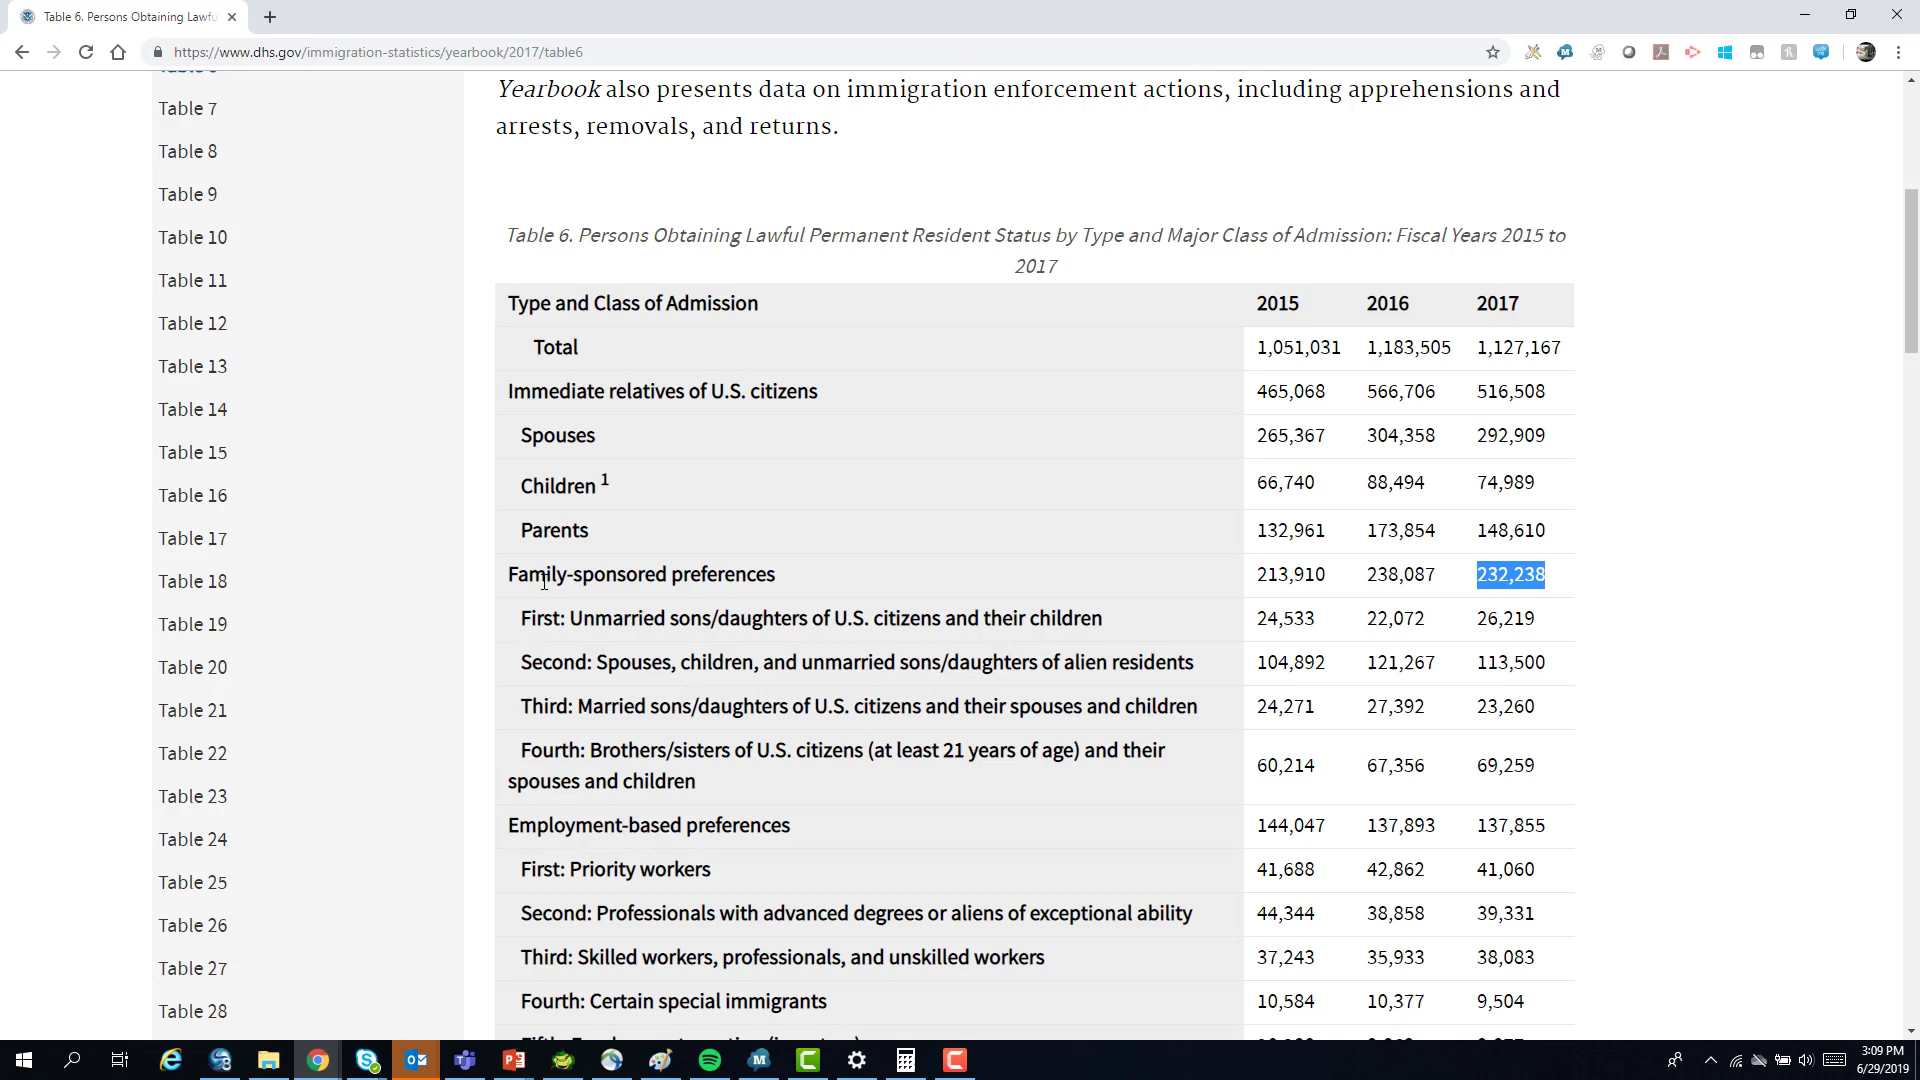 Table 6. Persons Obtaining Lawfu
https://www.dhs.gov/immigration-statistics/yearbook/2017/table6
Table 7
Table 8
Table 9
Table 10
Table 11
Table 12
Table 13
Table 14
Table 15
Table 16
Table 17
Table 18
Table 19
Table 20
Table 21
Table 22
Table 23
Table 24
Table 25
Table 26
Table 27
Table 28
Yearbook also presents data on immigration enforcement actions, including apprehensions and
arrests, removals, and returns.
Table 6. Persons Obtaining Lawful Permanent Resident Status by Type and Major Class of Admission: Fiscal Years 2015 to
2017
Type and Class of Admission 2015 2016 2017
Total 1,051,031 1,183,505 1,127,167
Immediate relatives of U.S. citizens 465,068 566,706 516,508
Spouses 265,367 304,358 292,909
Children 1 66,740 88,494 74,989
Parents 132,961 173,854 148,610
Family-sponsored preferences 213,910 238,087 232,238
First: Unmarried sons/daughters of U.S. citizens and their children 24,533 22,072 26,219
Second: Spouses, children, and unmarried sons/daughters of alien residents 104,892 121,267 113,500
Third: Married sons/daughters of U.S. citizens and their spouses and children 24,271 27,392 23,260
Fourth: Brothers/sisters of U.S. citizens (at least 21 years of age) and their
spouses and children 60,214 67,356 69,259
Employment-based preferences 144,047 137,893 137,855
First: Priority workers 41,688 42,862 41,060
Second: Professionals with advanced degrees or aliens of exceptional ability 44,344 38,858 39,331
Third: Skilled workers, professionals, and unskilled workers 37,243 35,933 38,083
Fourth: Certain special immigrants 10,584 10,377 9,504
3:09 PM
6/29/2019